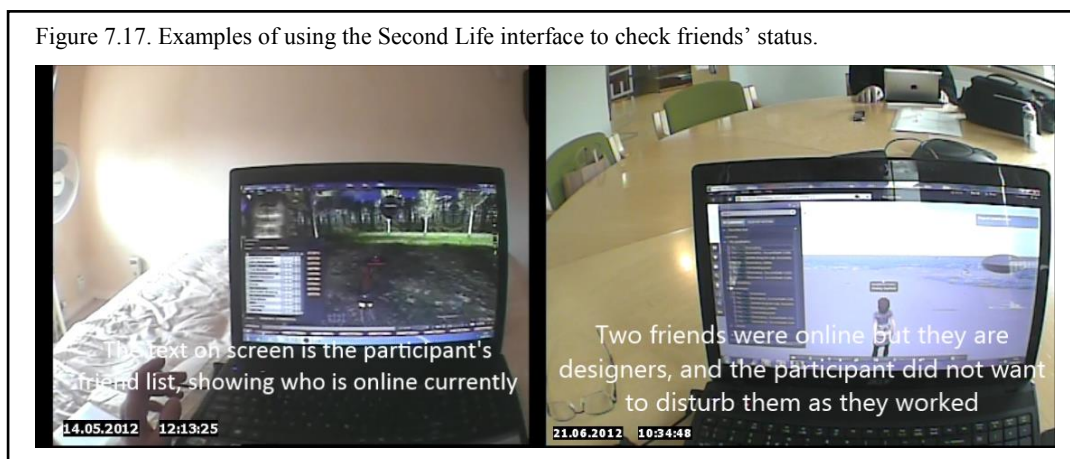 Figure 7.17. Examples of using the Second Life interface to check friends’ status.
The text on screen is the participant's
friend list, showing who is online currently
14.05.2012 12:13:25
Two friends were online but they are
designers, and the participant did not want
to disturb them as they worked
21.06.2012 10:34:48